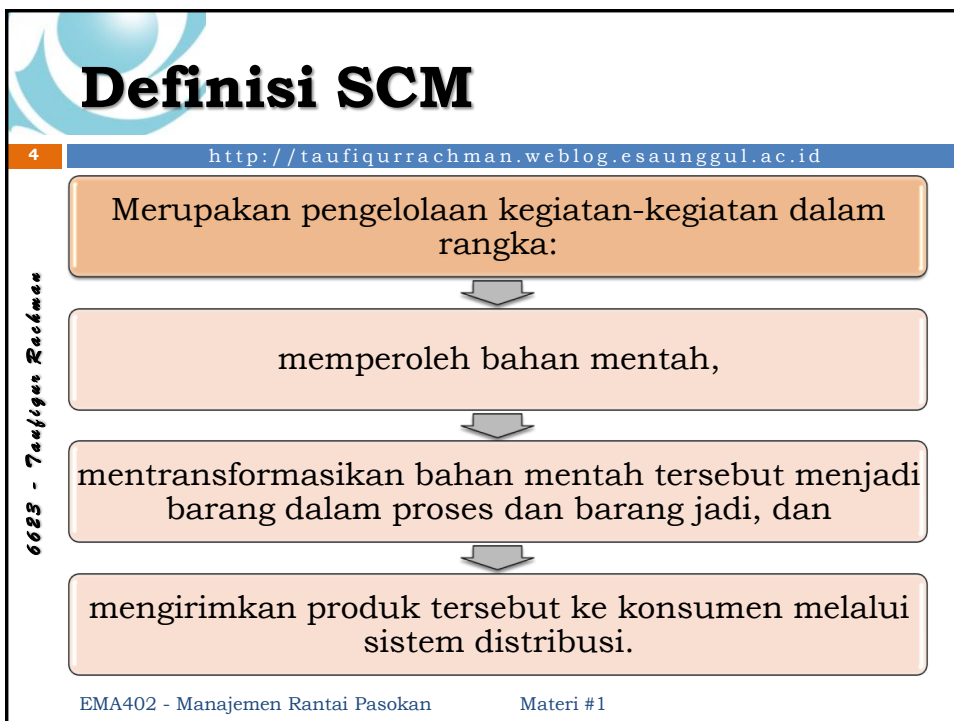 Definisi SCM
4
http://taufiqurrachman.weblog.esaunggul.ac.id
Merupakan pengelolaan kegiatan-kegiatan dalam
rangka:
memperoleh bahan mentah,
mentransformasikan bahan mentah tersebut menjadi
barang dalam proses dan barang jadi, dan
mengirimkan produk tersebut ke konsumen melalui
sistem distribusi.
6623 - Taufiqur Rachman
EMA402 - Manajemen Rantai Pasokan Materi #1